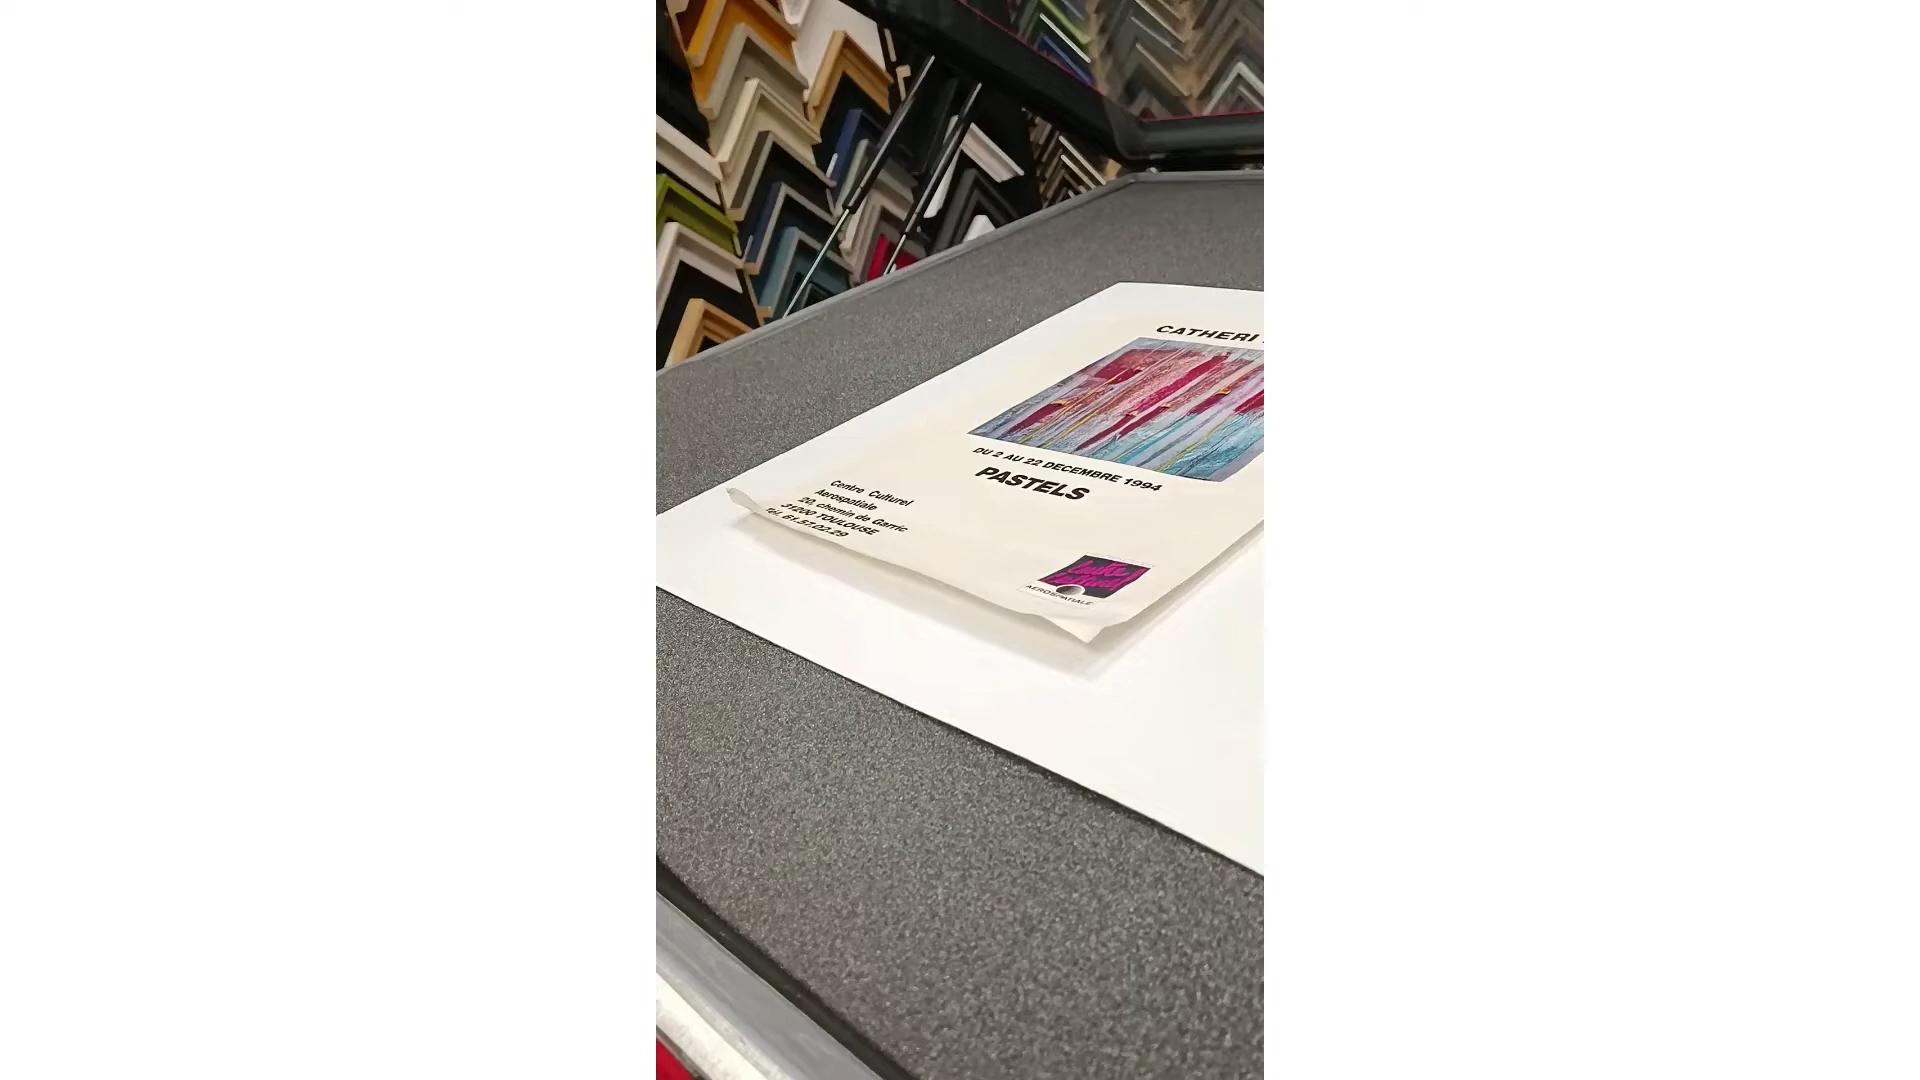 CATHERI
DU 2 AU 22 DECEMBRE 1994
PASTELS
Centre Culturel
Aerospatiale
20, chemin de Garric
31200 TOULOUSE
Tél. 61.57.02.29
AEROSPATIALE